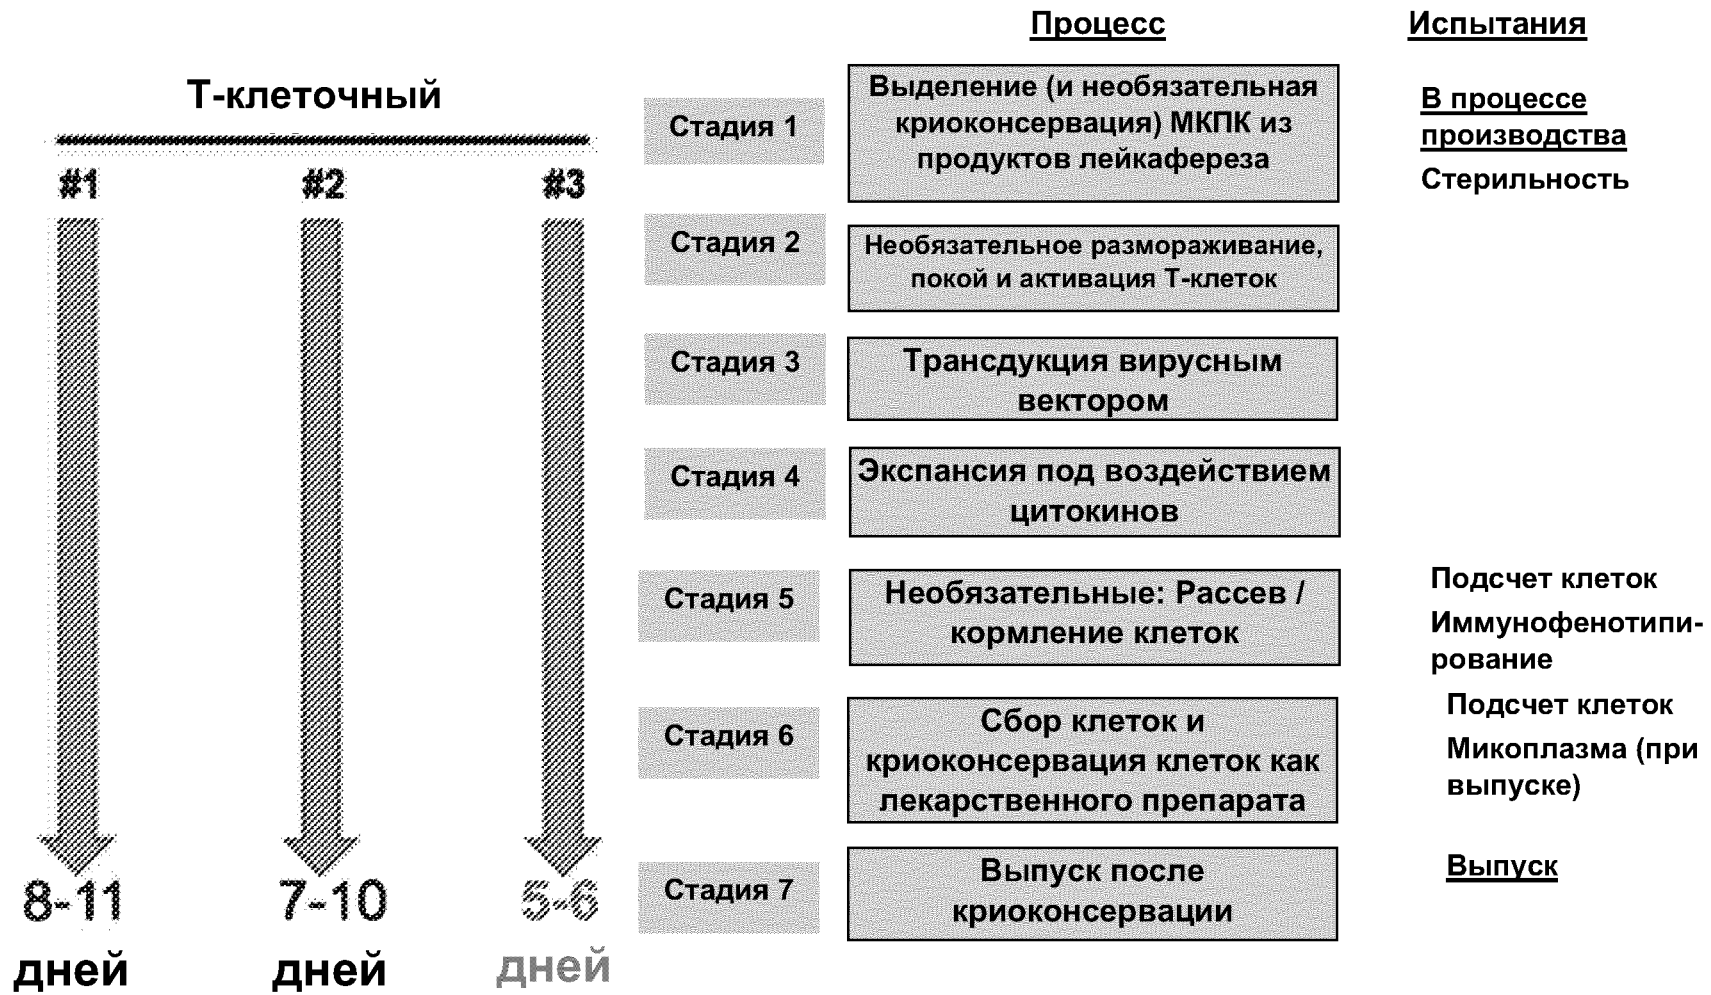 Процесс
Испытания
Т-клеточный
#1
#2
#3
8-11
дней
7-10
дней
5-6
дней
Стадия 1
Выделение (и необязательная
криоконсервация) МКПК из
продуктов лейкафереза
В процессе
производства
Стерильность
Стадия 2
Необязательное размораживание,
покой и активация Т-клеток
Стадия 3
Трансдукция вирусным
вектором
Стадия 4
Экспансия под воздействием
цитокинов
Стадия 5
Необязательные: Рассев /
кормление клеток
Подсчет клеток
Иммунофенотипи-
рование
Стадия 6
Сбор клеток и
криоконсервация клеток как
лекарственного препарата
Подсчет клеток
Микоплазма (при
выпуске)
Стадия 7
Выпуск после
криоконсервации
Выпуск